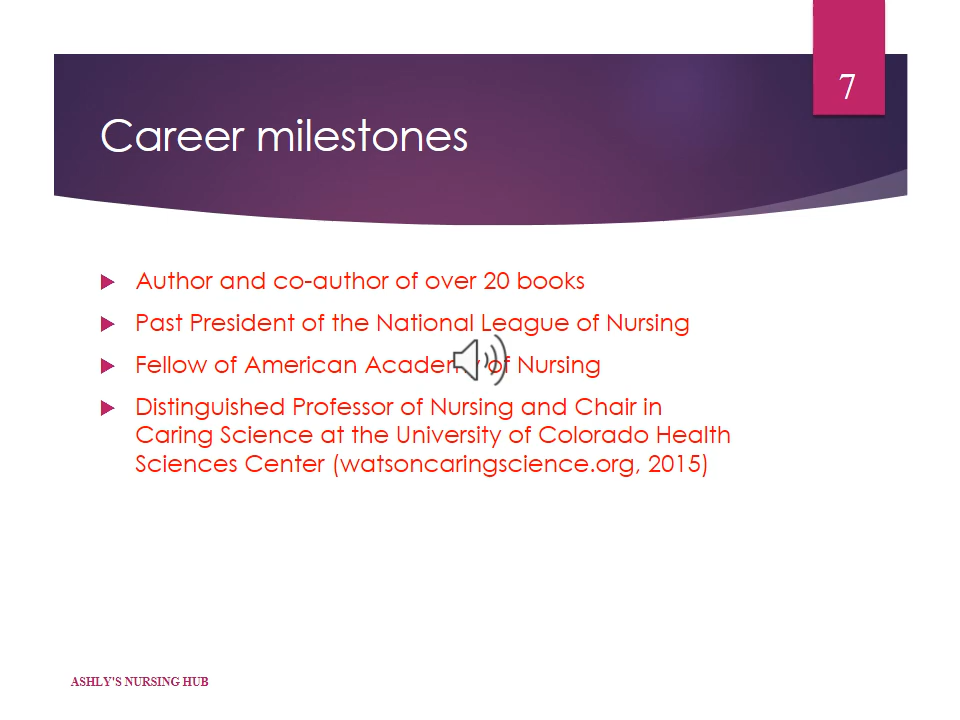 7
Career milestones
Author and co-author of over 20 books
Past President of the National League of Nursing
Fellow of American Academy of Nursing
Distinguished Professor of Nursing and Chair in
Caring Science at the University of Colorado Health
Sciences Center (watsoncaringscience.org, 2015)
ASHLY'S NURSING HUB